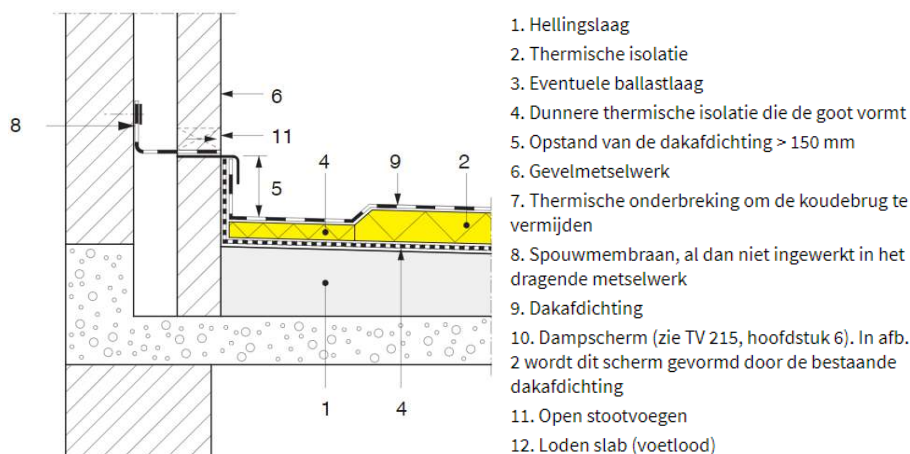 1. Hellingslaag
2. Thermische isolatie
3. Eventuele ballastlaag
4. Dunnere thermische isolatie die de goot vormt
5. Opstand van de dakafdichting > 150 mm
6. Gevelmetselwerk
7. Thermische onderbreking om de koudebrug te
vermijden
8. Spouwmembraan, al dan niet ingewerkt in het
dragende metselwerk
9. Dakafdichting
10. Dampscherm (zie TV 215, hoofdstuk 6). In afb.
2 wordt dit scherm gevormd door de bestaande
dakafdichting
11. Open stootvoegen
12. Loden slab (voetlood)
6
8
11
4
9
2
5
1
4